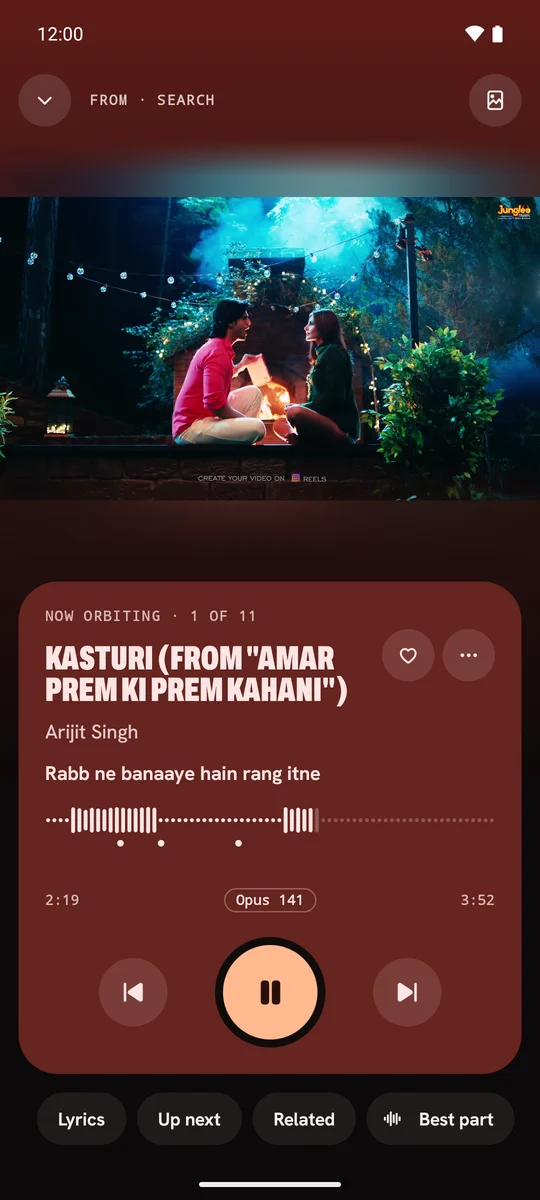 12:00
FROM · SEARCH
Junglee
CREATE YOUR VIDEO ON REELS
NOW ORBITING · 1 OF 11
KASTURI (FROM "AMAR
PREM KI PREM KAHANI")
Arijit Singh
Rabb ne banaaye hain rang itne
2:19
Opus 141
3:52
Lyrics
Up next
Related
Best part